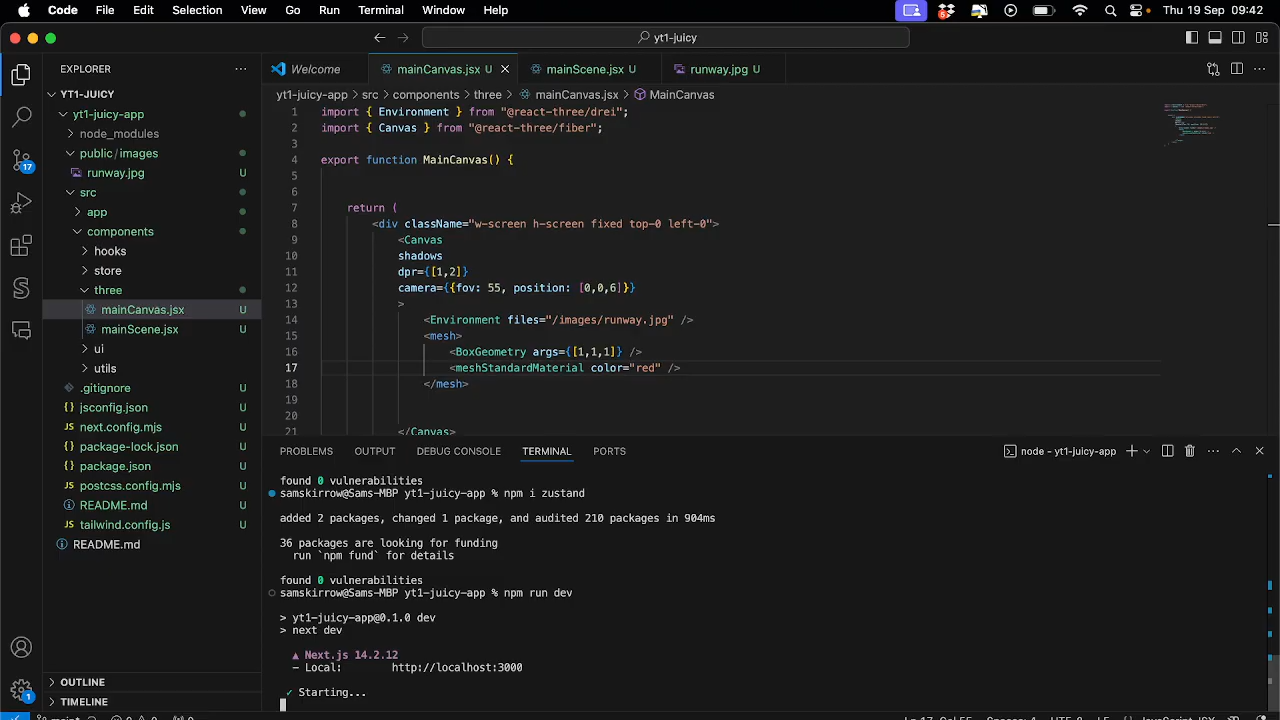 Code File Edit Selection View Go Run Terminal Window Help Thu 19 Sep 09:42
yt1-juicy
EXPLORER
YT1-JUICY
yt1-juicy-app
node_modules
public/images
runway.jpg U
src
app
components
hooks
store
three
mainCanvas.jsx U
mainScene.jsx U
ui
utils
.gitignore U
jsconfig.json U
next.config.mjs U
package-lock.json U
package.json U
postcss.config.mjs U
README.md U
tailwind.config.js U
README.md
OUTLINE
TIMELINE
17
1
Welcome mainCanvas.jsx U mainScene.jsx U runway.jpg U
yt1-juicy-app > src > components > three > mainCanvas.jsx > MainCanvas
1 import { Environment } from "@react-three/drei";
2 import { Canvas } from "@react-three/fiber";
3
4 export function MainCanvas() {
5
6
7 return (
8 <div className="w-screen h-screen fixed top-0 left-0">
9 <Canvas
10 shadows
11 dpr={[1,2]}
12 camera={{fov: 55, position: [0,0,6]}}
13 >
14 <Environment files="/images/runway.jpg" />
15 <mesh>
16 <BoxGeometry args={[1,1,1]} />
17 <meshStandardMaterial color="red" />
18 </mesh>
19
20
21 </Canvas>
PROBLEMS OUTPUT DEBUG CONSOLE TERMINAL PORTS
node - yt1-juicy-app
found 0 vulnerabilities
samskirrow@Sams-MBP yt1-juicy-app % npm i zustand
added 2 packages, changed 1 package, and audited 210 packages in 904ms
36 packages are looking for funding
run `npm fund` for details
found 0 vulnerabilities
samskirrow@Sams-MBP yt1-juicy-app % npm run dev
> yt1-juicy-app@0.1.0 dev
> next dev
▲ Next.js 14.2.12
- Local: http://localhost:3000
✓ Starting...